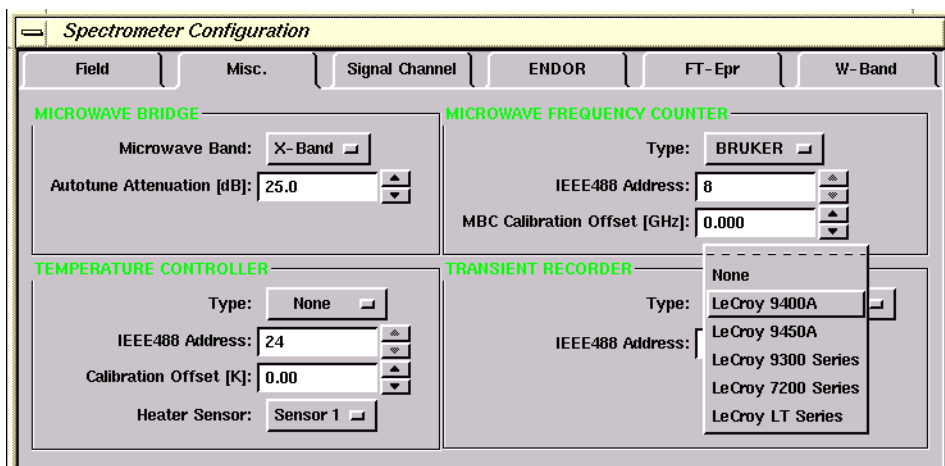 Spectrometer Configuration
Field
Misc.
Signal Channel
ENDOR
FT-Epr
W-Band
MICROWAVE BRIDGE
Microwave Band: X-Band
Autotune Attenuation [dB]: 25.0
MICROWAVE FREQUENCY COUNTER
Type: BRUKER
IEEE488 Address: 8
MBC Calibration Offset [GHz]: 0.000
TEMPERATURE CONTROLLER
Type: None
IEEE488 Address: 24
Calibration Offset [K]: 0.00
Heater Sensor: Sensor 1
TRANSIENT RECORDER
Type:
IEEE488 Address:
None
LeCroy 9400A
LeCroy 9450A
LeCroy 9300 Series
LeCroy 7200 Series
LeCroy LT Series